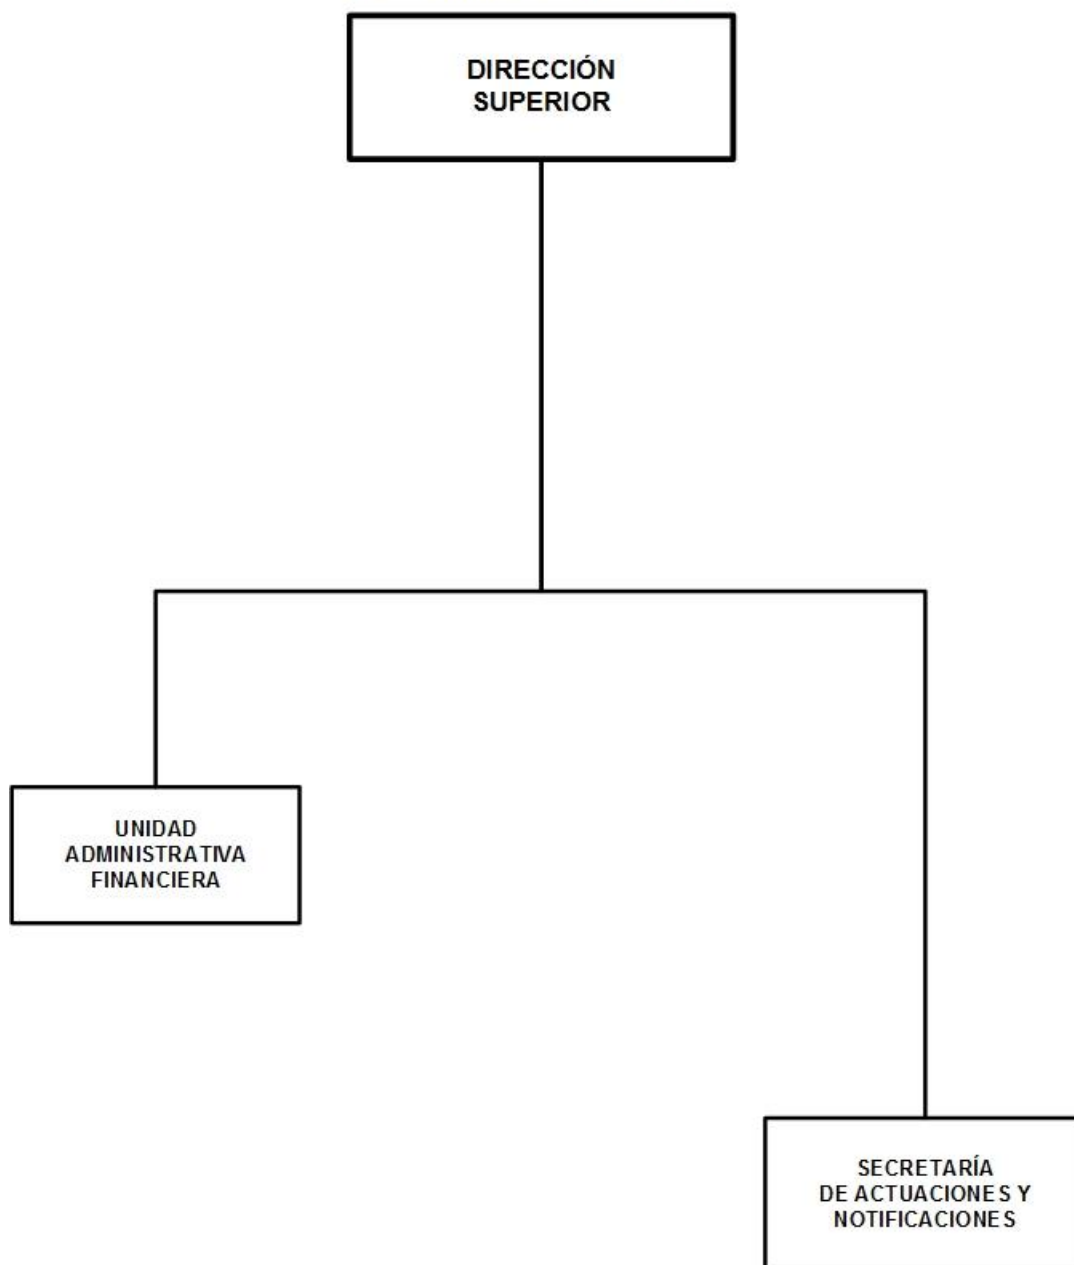 DIRECCIÓN
SUPERIOR
UNIDAD
ADMINISTRATIVA
FINANCIERA
SECRETARÍA
DE ACTUACIONES Y
NOTIFICACIONES